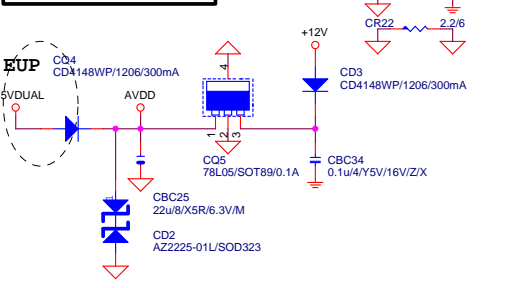 CR22 2.2/6
+12V
EUP
CQ4
CD4148WP/1206/300mA
5VDUAL
AVDD
4
CD3
CD4148WP/1206/300mA
1 2 3
CQ5
78L05/SOT89/0.1A
CBC34
0.1u/4/Y5V/16V/Z/X
CBC25
22u/8/X5R/6.3V/M
CD2
AZ2225-01L/SOD323